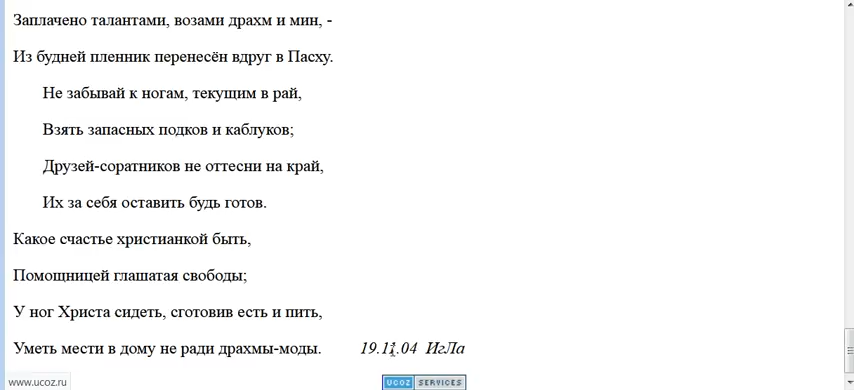 Заплачено талантами, возами драхм и мин, -
Из будней пленник перенесён вдруг в Пасху.
Не забывай к ногам, текущим в рай,
Взять запасных подков и каблуков;
Друзей-соратников не оттесни на край,
Их за себя оставить будь готов.
Какое счастье христианкой быть,
Помощницей глашатая свободы;
У ног Христа сидеть, сготовив есть и пить,
Уметь мести в дому не ради драхмы-моды. 19.11.04 ИгЛа
www.ucoz.ru
UCOZ SERVICES